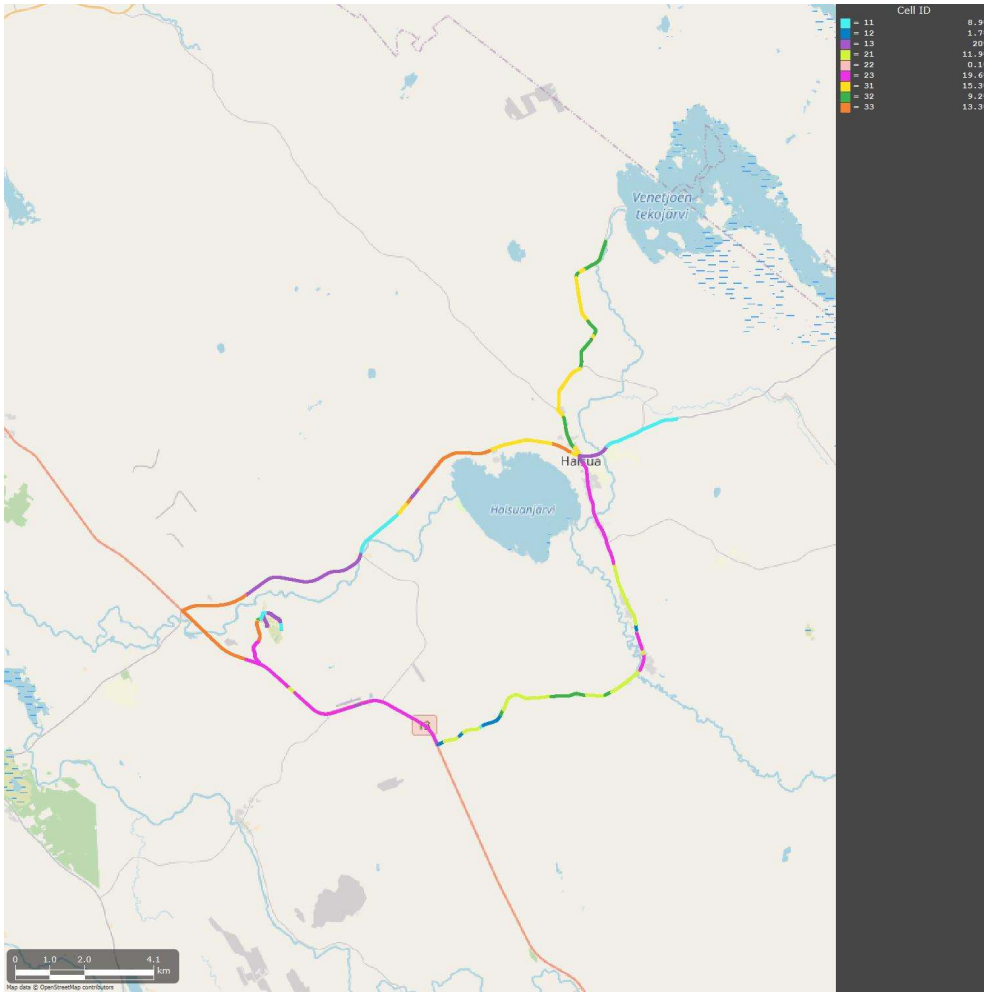 Cell ID
= 11 8.9
= 12 1.7
= 13 20
= 21 11.9
= 22 0.1
= 23 19.6
= 31 15.3
= 32 9.2
= 33 13.3
Venetjoen
tekojärvi
Halsua
Halsuanjärvi
13
0 1.0 2.0 4.1
km
Map data © OpenStreetMap contributors